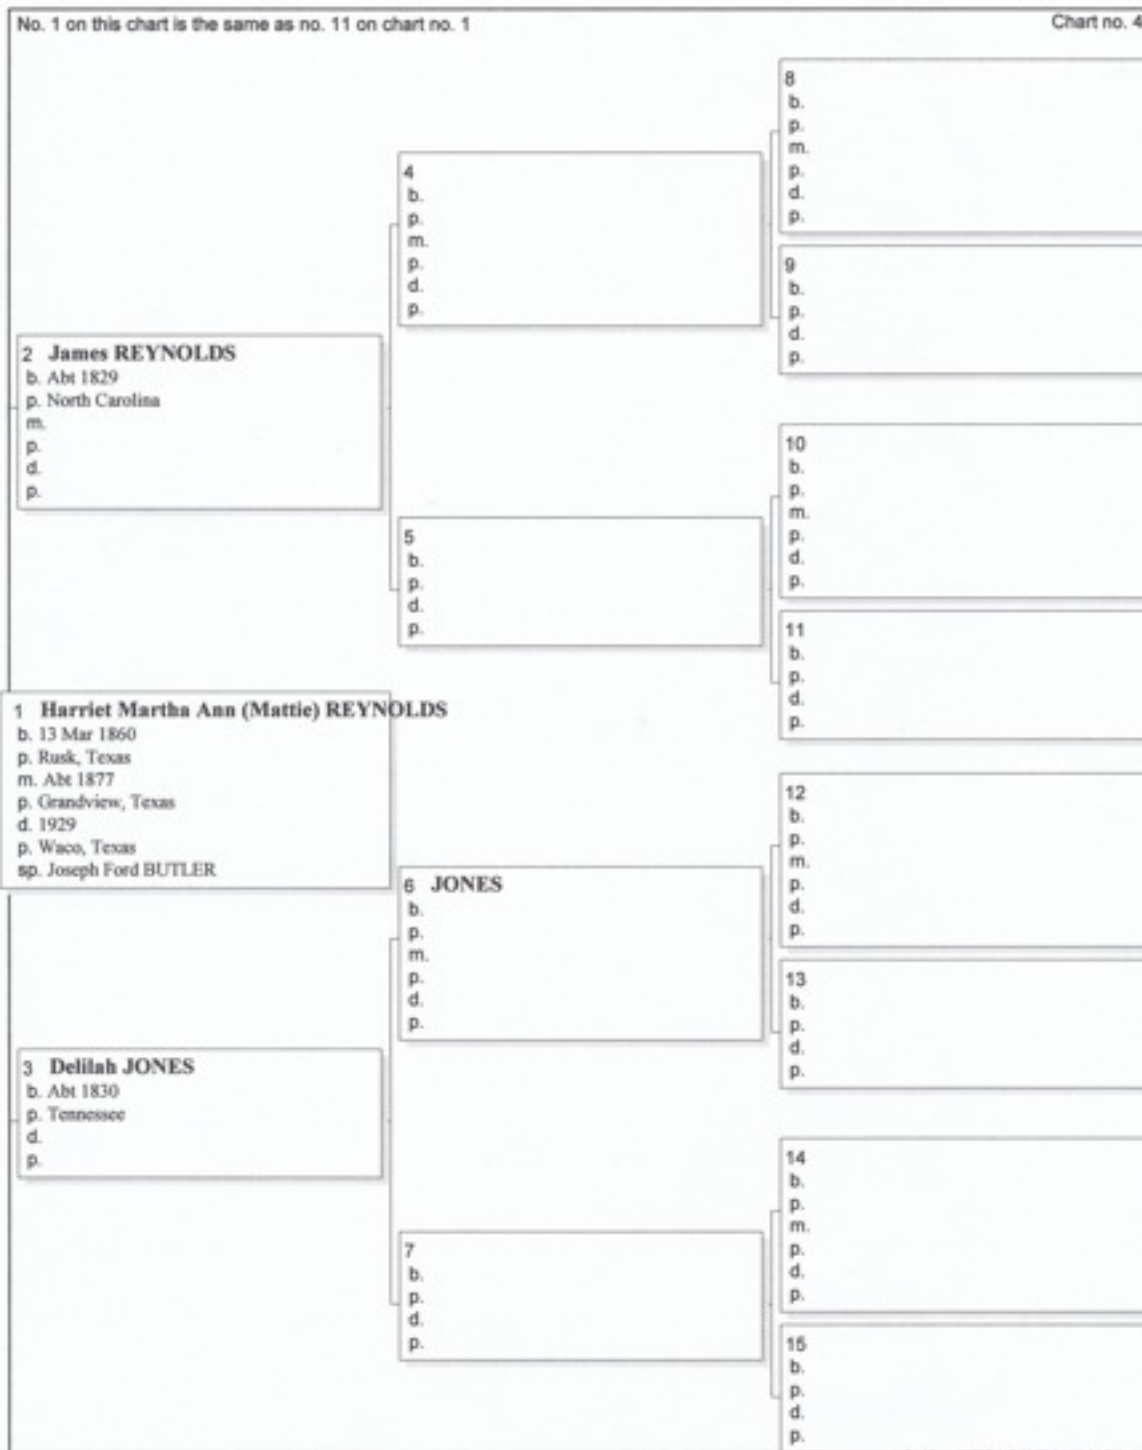 No. 1 on this chart is the same as no. 11 on chart no. 1
Chart no. 4
2 James REYNOLDS
b. Abt 1829
p. North Carolina
m.
p.
d.
p.
1 Harriet Martha Ann (Mattie) REYNOLDS
b. 13 Mar 1860
p. Rusk, Texas
m. Abt 1877
p. Grandview, Texas
d. 1929
p. Waco, Texas
sp. Joseph Ford BUTLER
3 Delilah JONES
b. Abt 1830
p. Tennessee
d.
p.
4
b.
p.
m.
p.
d.
p.
5
b.
p.
d.
p.
6 JONES
b.
p.
m.
p.
d.
p.
7
b.
p.
d.
p.
8
b.
p.
m.
p.
d.
p.
9
b.
p.
d.
p.
10
b.
p.
m.
p.
d.
p.
11
b.
p.
d.
p.
12
b.
p.
m.
p.
d.
p.
13
b.
p.
d.
p.
14
b.
p.
m.
p.
d.
p.
15
b.
p.
d.
p.